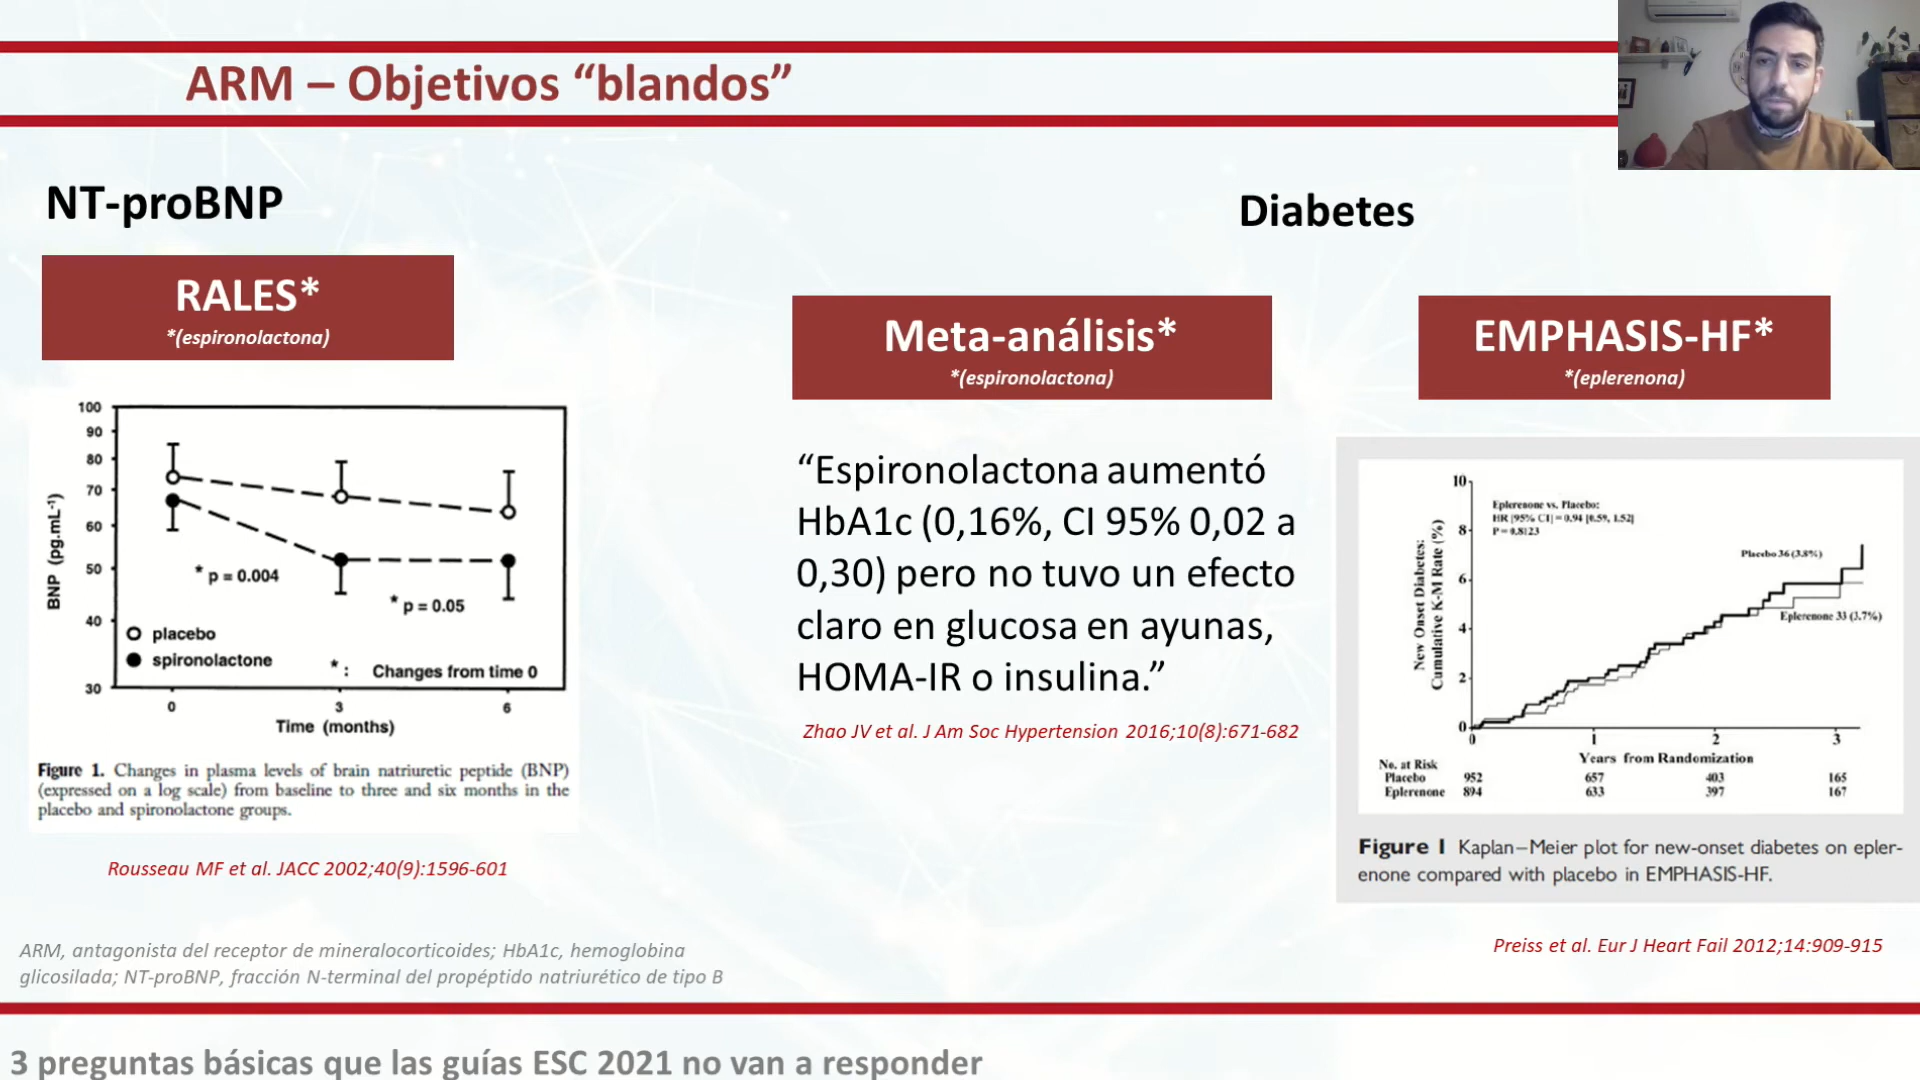 ARM – Objetivos “blandos”
NT-proBNP
RALES*
*(espironolactona)
100
90
80
70
60
50
40
30
BNP (pg.mL-1)
* p = 0.004
* p = 0.05
placebo
spironolactone
* : Changes from time 0
0 3 6
Time (months)
Figure 1. Changes in plasma levels of brain natriuretic peptide (BNP)
(expressed on a log scale) from baseline to three and six months in the
placebo and spironolactone groups.
Rousseau MF et al. JACC 2002;40(9):1596-601
Diabetes
Meta-análisis*
*(espironolactona)
“Espironolactona aumentó
HbA1c (0,16%, CI 95% 0,02 a
0,30) pero no tuvo un efecto
claro en glucosa en ayunas,
HOMA-IR o insulina.”
Zhao JV et al. J Am Soc Hypertension 2016;10(8):671-682
EMPHASIS-HF*
*(eplerenona)
10
8
6
4
2
0
New Onset Diabetes:
Cumulative K-M Rate (%)
Eplerenone vs. Placebo:
HR [95% CI] = 0.94 [0.59, 1.52]
P = 0.8123
Placebo 36 (3.8%)
Eplerenone 33 (3.7%)
0 1 2 3
Years from Randomization
No. at Risk
Placebo 952 657 403 165
Eplerenone 894 633 397 167
Figure 1 Kaplan–Meier plot for new-onset diabetes on epler-
enone compared with placebo in EMPHASIS-HF.
Preiss et al. Eur J Heart Fail 2012;14:909-915
ARM, antagonista del receptor de mineralocorticoides; HbA1c, hemoglobina
glicosilada; NT-proBNP, fracción N-terminal del propéptido natriurético de tipo B
3 preguntas básicas que las guías ESC 2021 no van a responder